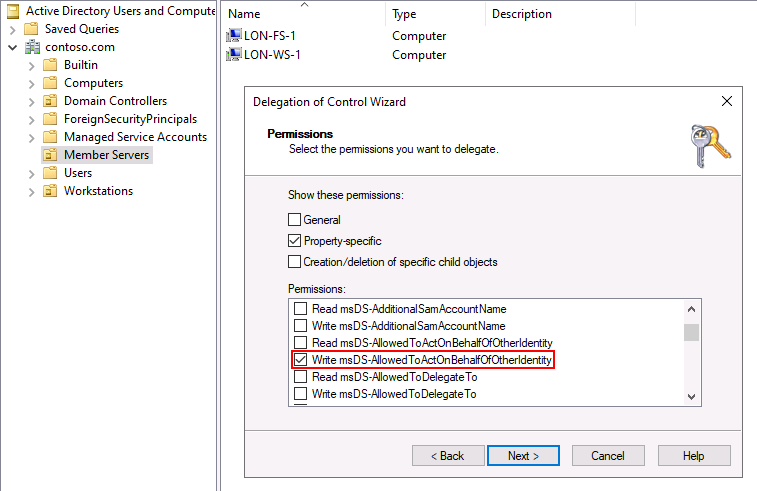 Active Directory Users and Compute
Saved Queries
contoso.com
Builtin
Computers
Domain Controllers
ForeignSecurityPrincipals
Managed Service Accounts
Member Servers
Users
Workstations
Name Type Description
LON-FS-1 Computer
LON-WS-1 Computer
Delegation of Control Wizard
Permissions
Select the permissions you want to delegate.
Show these permissions:
General
Property-specific
Creation/deletion of specific child objects
Permissions:
Read msDS-AdditionalSamAccountName
Write msDS-AdditionalSamAccountName
Read msDS-AllowedToActOnBehalfOfOtherIdentity
Write msDS-AllowedToActOnBehalfOfOtherIdentity
Read msDS-AllowedToDelegateTo
Write msDS-AllowedToDelegateTo
< Back Next > Cancel Help